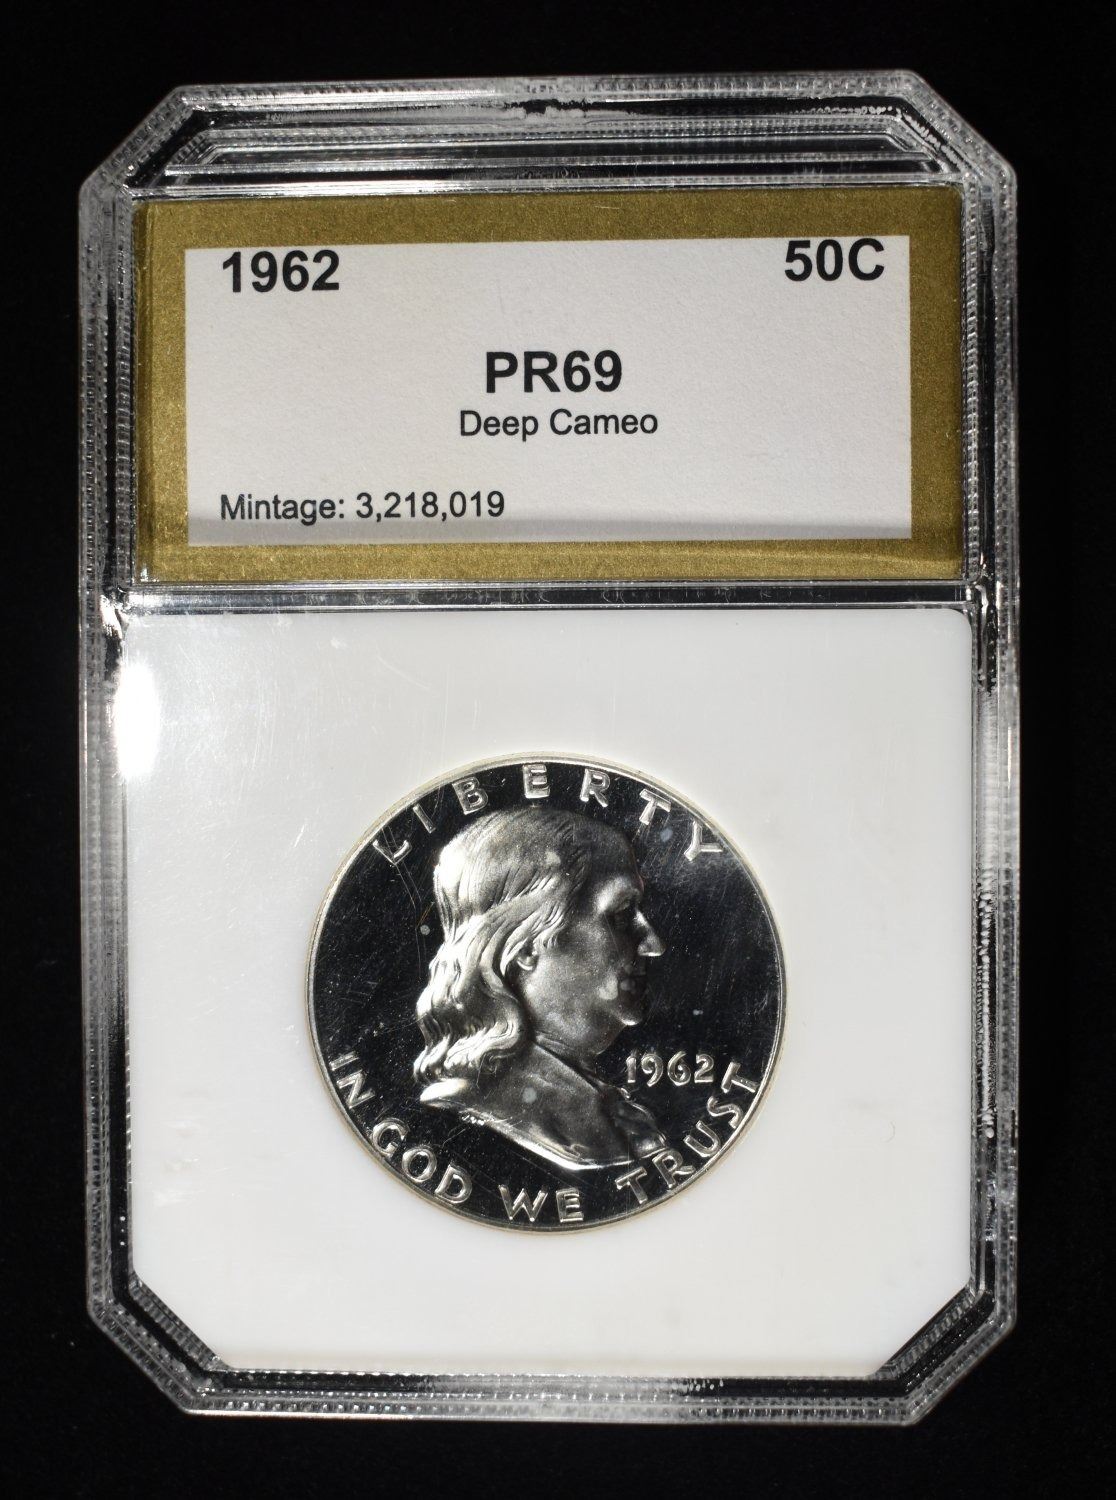 1962 50C
PR69
Deep Cameo
Mintage: 3,218,019
LIBERTY
1962
IN GOD WE TRUST